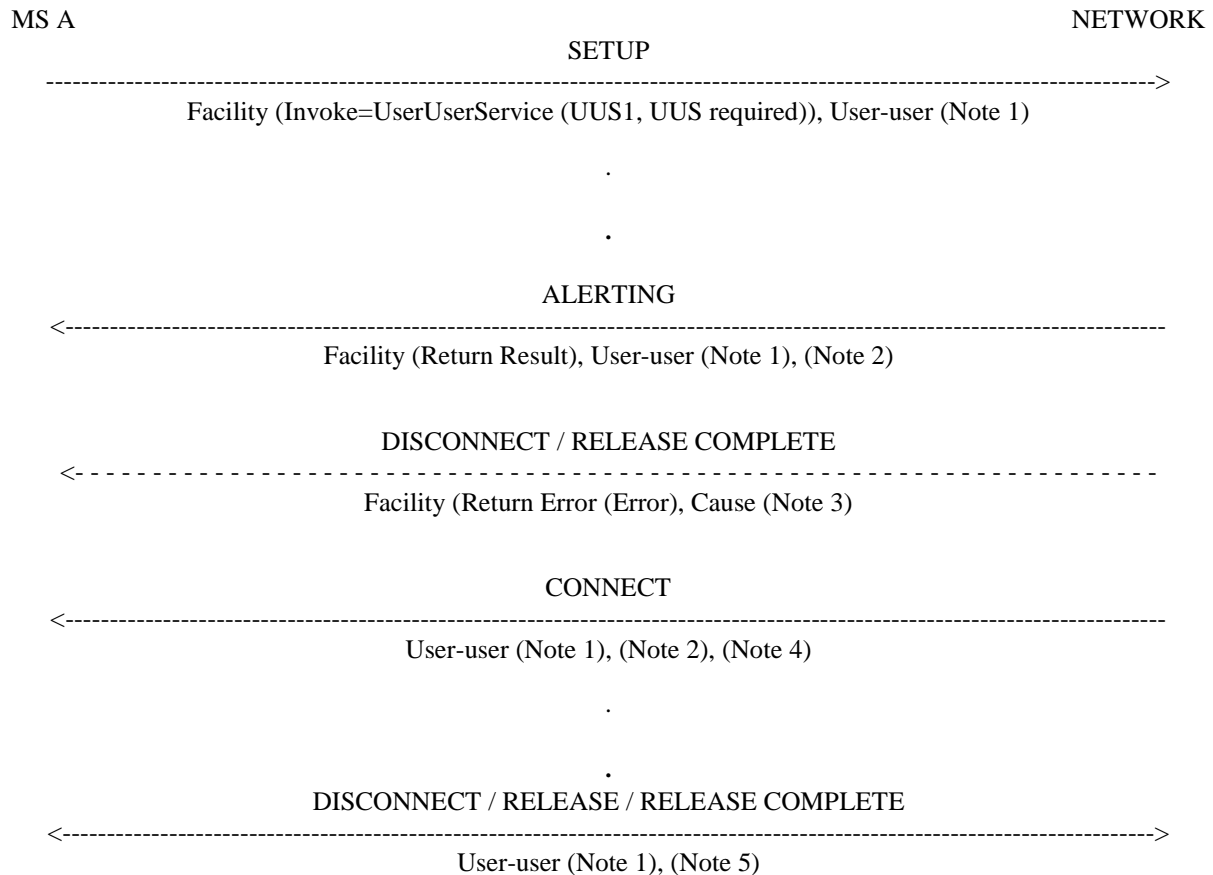 MS A NETWORK
SETUP
------------------------------------------------------------------------------------------------------------------------------->
Facility (Invoke=UserUserService (UUS1, UUS required)), User-user (Note 1)
.
.
ALERTING
<-------------------------------------------------------------------------------------------------------------------------------
Facility (Return Result), User-user (Note 1), (Note 2)
DISCONNECT / RELEASE COMPLETE
<- - - - - - - - - - - - - - - - - - - - - - - - - - - - - - - - - - - - - - - - - - - - - - - - - - - - - - - - - - - - - - - - - - - - - -
Facility (Return Error (Error), Cause (Note 3)
CONNECT
<-------------------------------------------------------------------------------------------------------------------------------
User-user (Note 1), (Note 2), (Note 4)
.
.
DISCONNECT / RELEASE / RELEASE COMPLETE
<------------------------------------------------------------------------------------------------------------------------------->
User-user (Note 1), (Note 5)